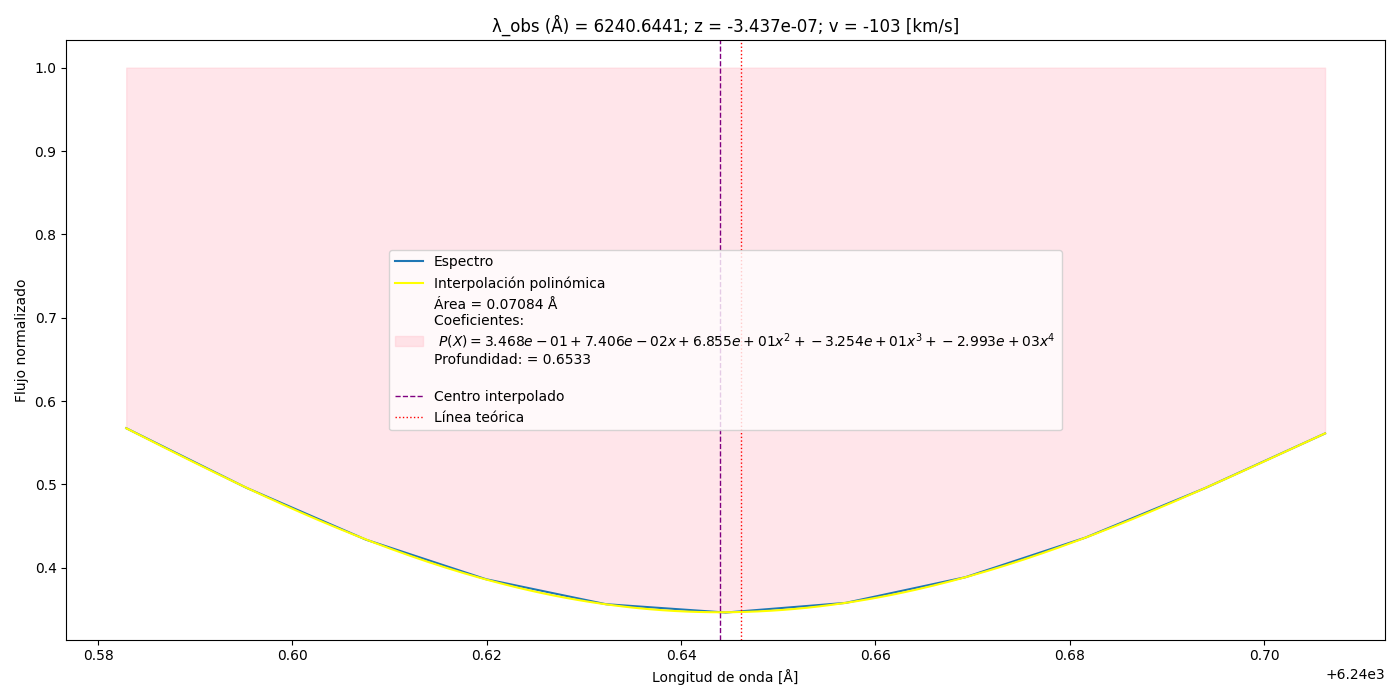 λ_obs (Å) = 6240.6441; z = -3.437e-07; v = -103 [km/s]
Flujo normalizado
1.0
0.9
0.8
0.7
0.6
0.5
0.4
Espectro
Interpolación polinómica
Área = 0.07084 Å
Coeficientes:
P(X) = 3.468e − 01 + 7.406e − 02x + 6.855e + 01x² + −3.254e + 01x³ + −2.993e + 03x⁴
Profundidad: = 0.6533
Centro interpolado
Línea teórica
0.58 0.60 0.62 0.64 0.66 0.68 0.70
Longitud de onda [Å]
+6.24e3